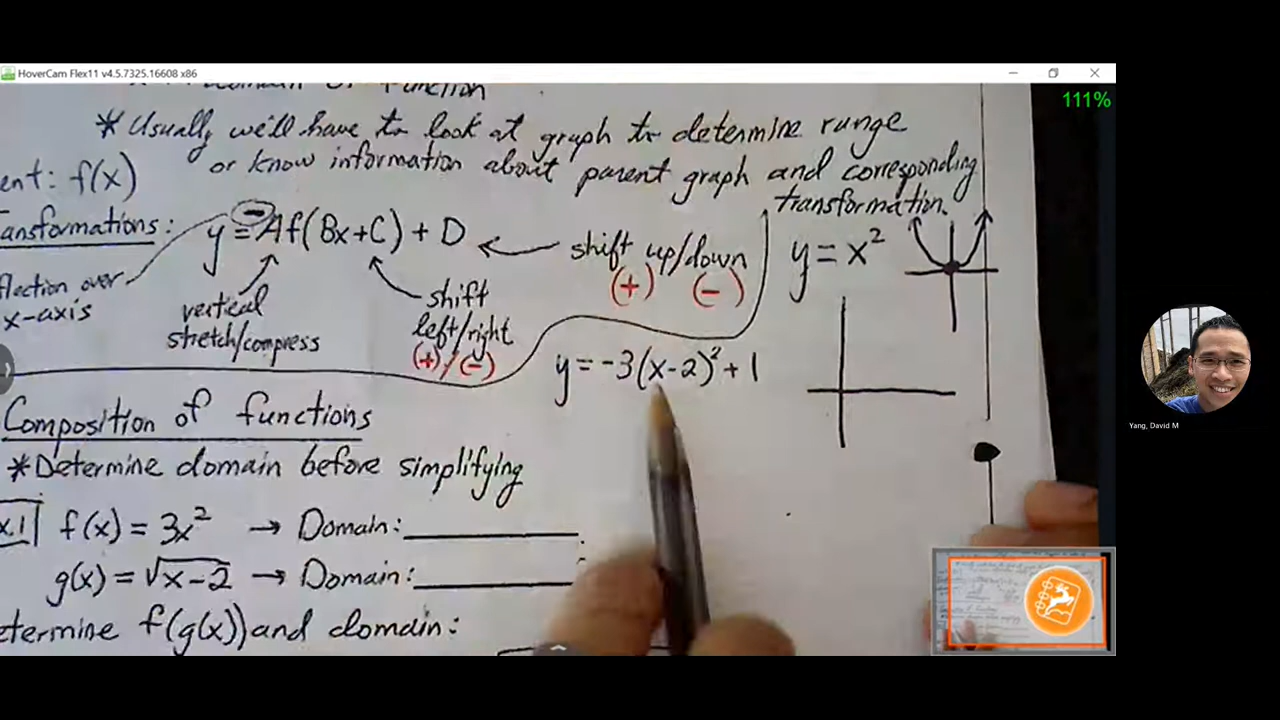 HoverCam Flex11 v4.5.7325.16608 x86
111%
Function
* Usually we'll have to look at graph to determine range
or know information about parent graph and corresponding
transformation.
ent: f(x)
ansformations:
y = -Af(Bx+C) + D
shift up/down
(+) (-)
y = x²
flection over
x-axis
vertical
stretch/compress
shift
left/right
(+)/(-)
y = -3(x-2)² + 1
Composition of functions
* Determine domain before simplifying
x.1 f(x) = 3x² → Domain:
g(x) = √x-2 → Domain:
etermine f(g(x)) and domain:
Yang, David M